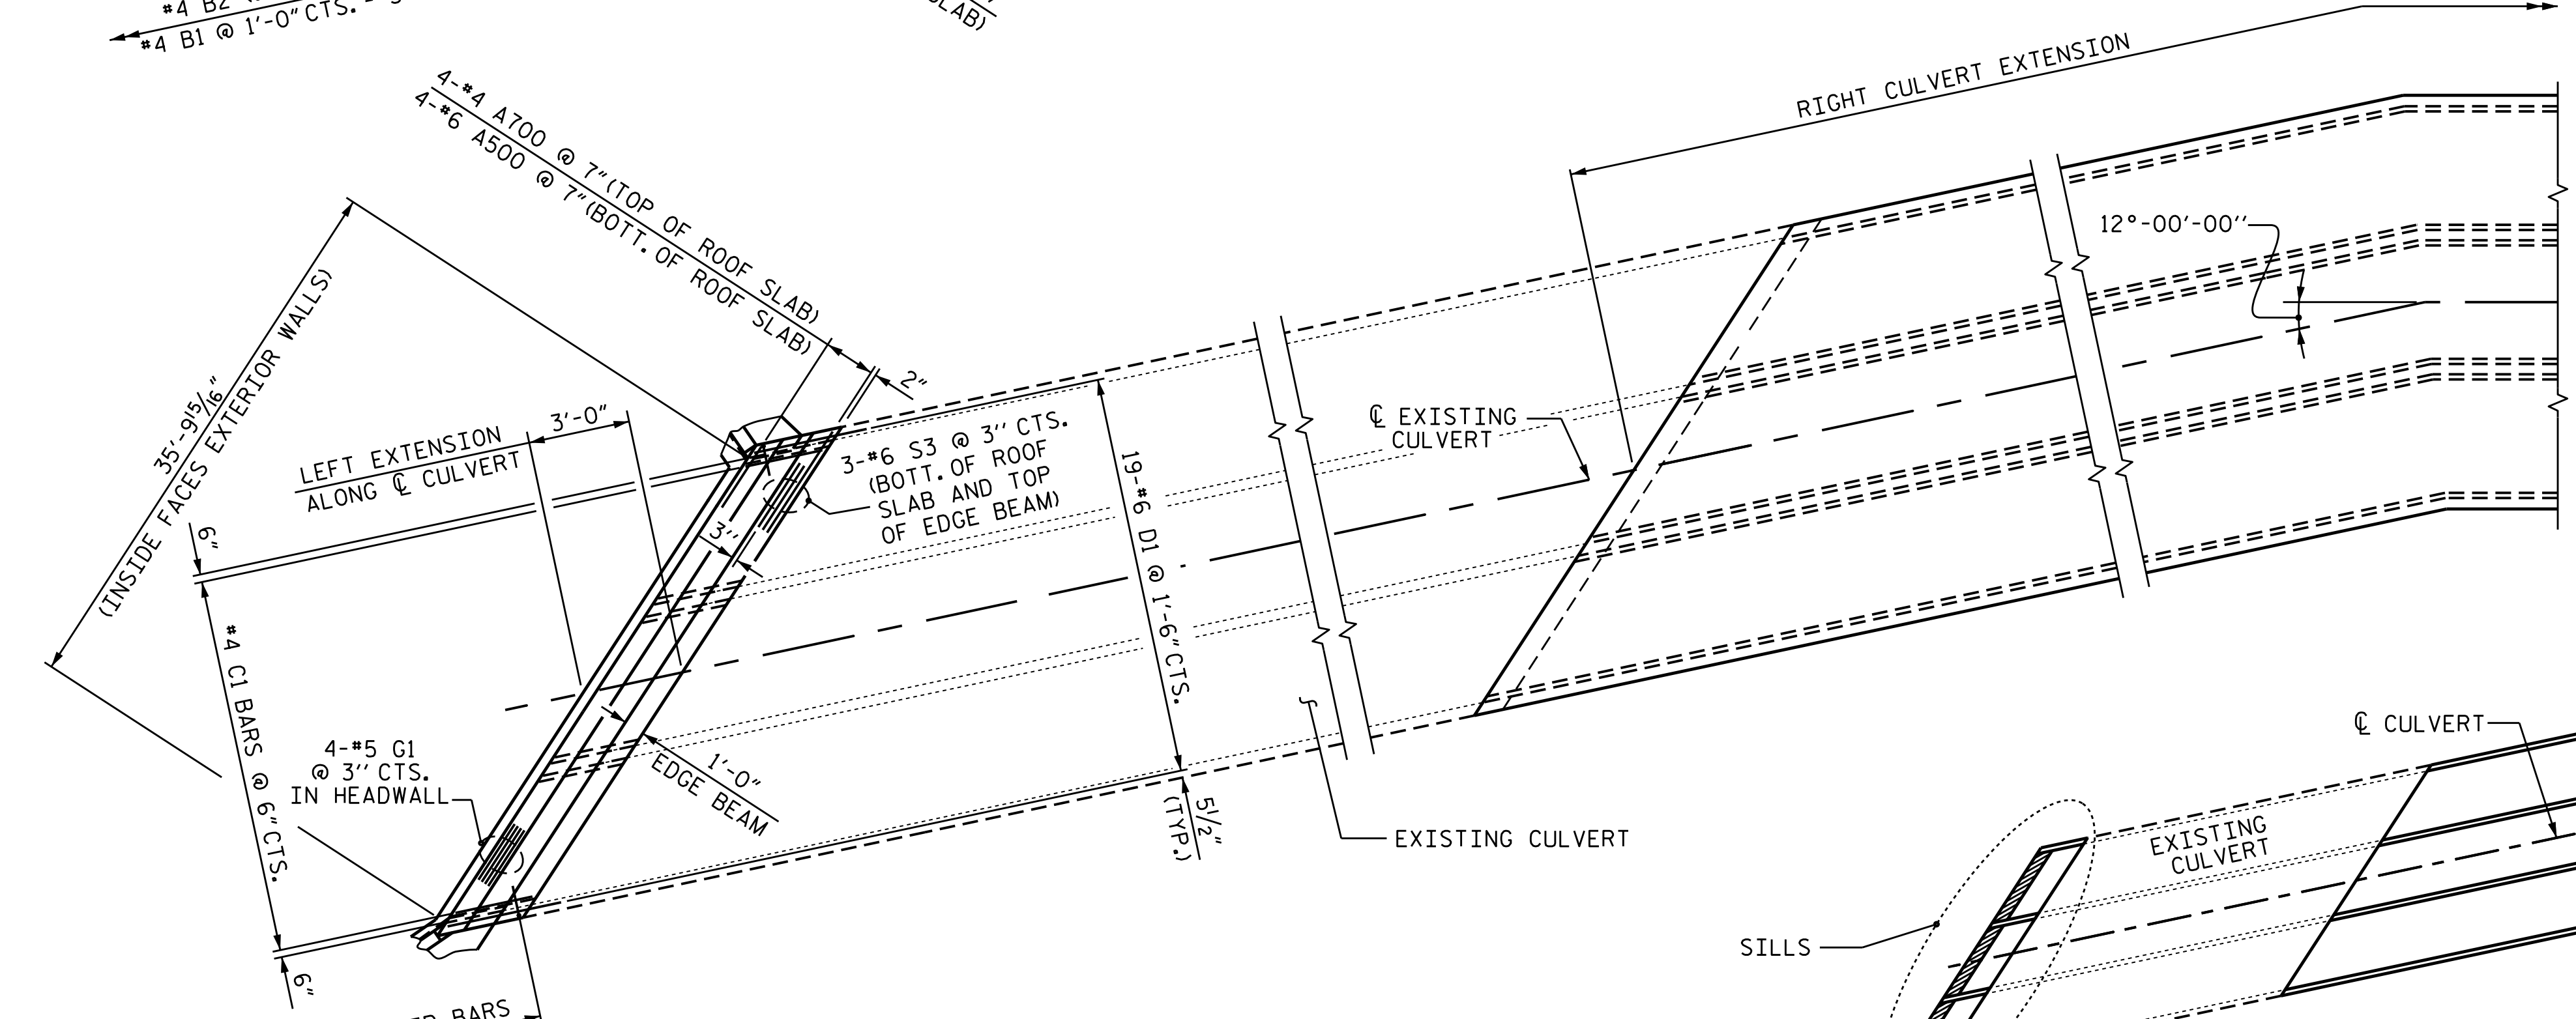 #4 B2
#4 B1 @ 1'-0" CTS.
SLAB)
RIGHT CULVERT EXTENSION
4-#4 A700 @ 7" (TOP OF ROOF SLAB)
4-#6 A500 @ 7" (BOTT. OF ROOF SLAB)
12°-00'-00''
35'-9 15/16"
(INSIDE FACES EXTERIOR WALLS)
2"
3'-0"
LEFT EXTENSION
ALONG ℄ CULVERT
℄ EXISTING
CULVERT
3-#6 S3 @ 3'' CTS.
(BOTT. OF ROOF
SLAB AND TOP
OF EDGE BEAM)
6"
3''
19-#6 D1 @ 1'-6" CTS.
#4 C1 BARS @ 6" CTS.
4-#5 G1
@ 3'' CTS.
IN HEADWALL
1'-0"
EDGE BEAM
5 1/2"
(TYP.)
EXISTING CULVERT
℄ CULVERT
EXISTING
CULVERT
SILLS
6"
BARS